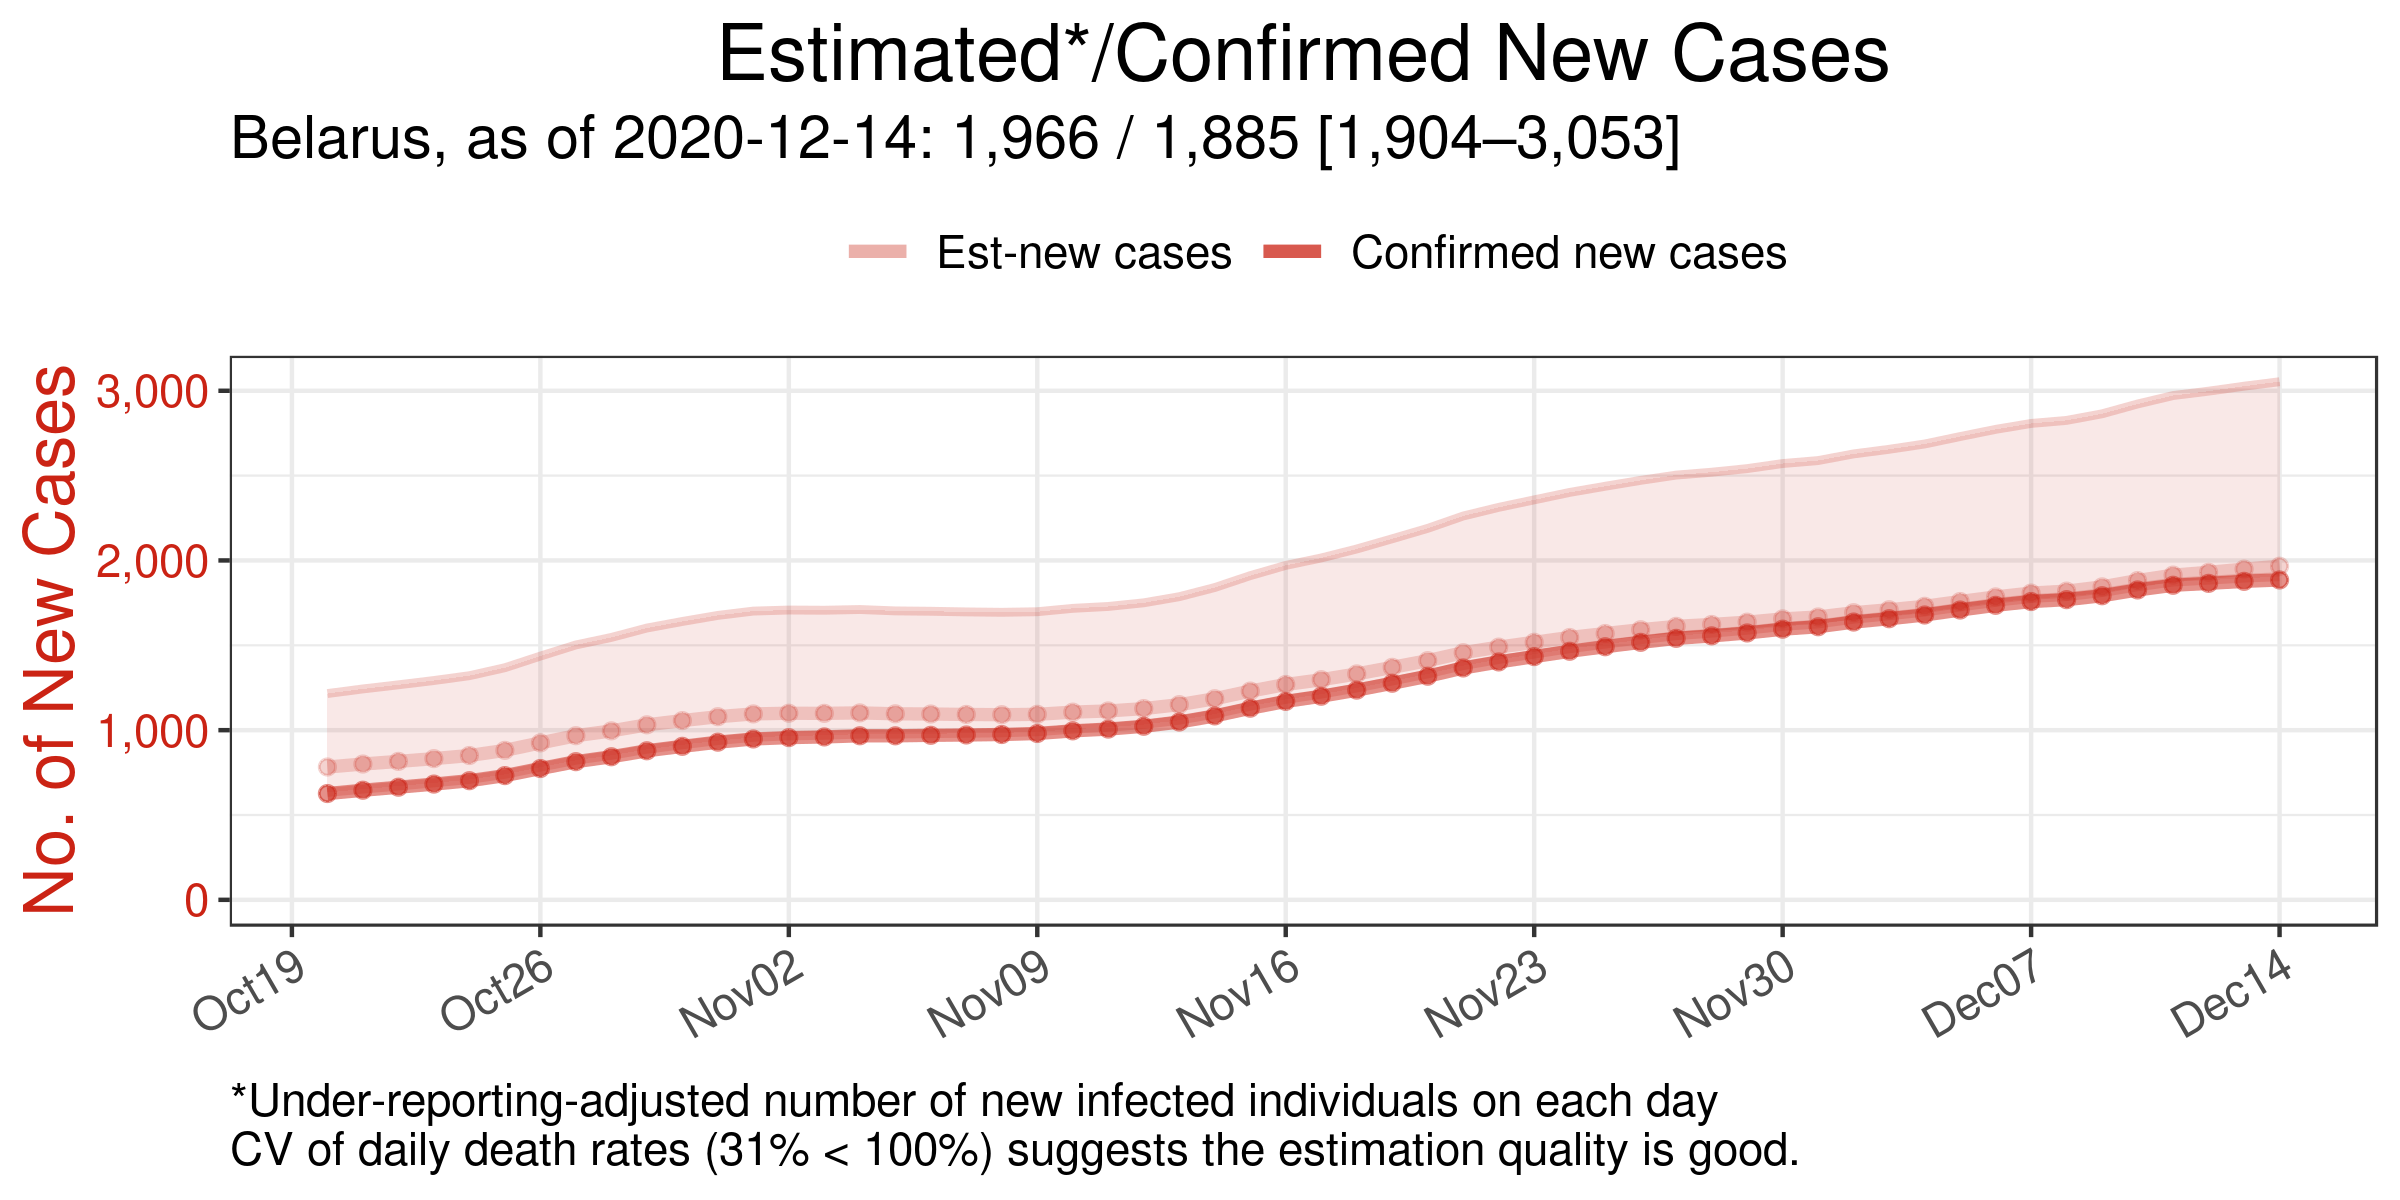 Estimated*/Confirmed New Cases
Belarus, as of 2020-12-14: 1,966 / 1,885 [1,904–3,053]
Est-new cases
Confirmed new cases
No. of New Cases
3,000
2,000
1,000
0
Oct19
Oct26
Nov02
Nov09
Nov16
Nov23
Nov30
Dec07
Dec14
*Under-reporting-adjusted number of new infected individuals on each day
CV of daily death rates (31% < 100%) suggests the estimation quality is good.